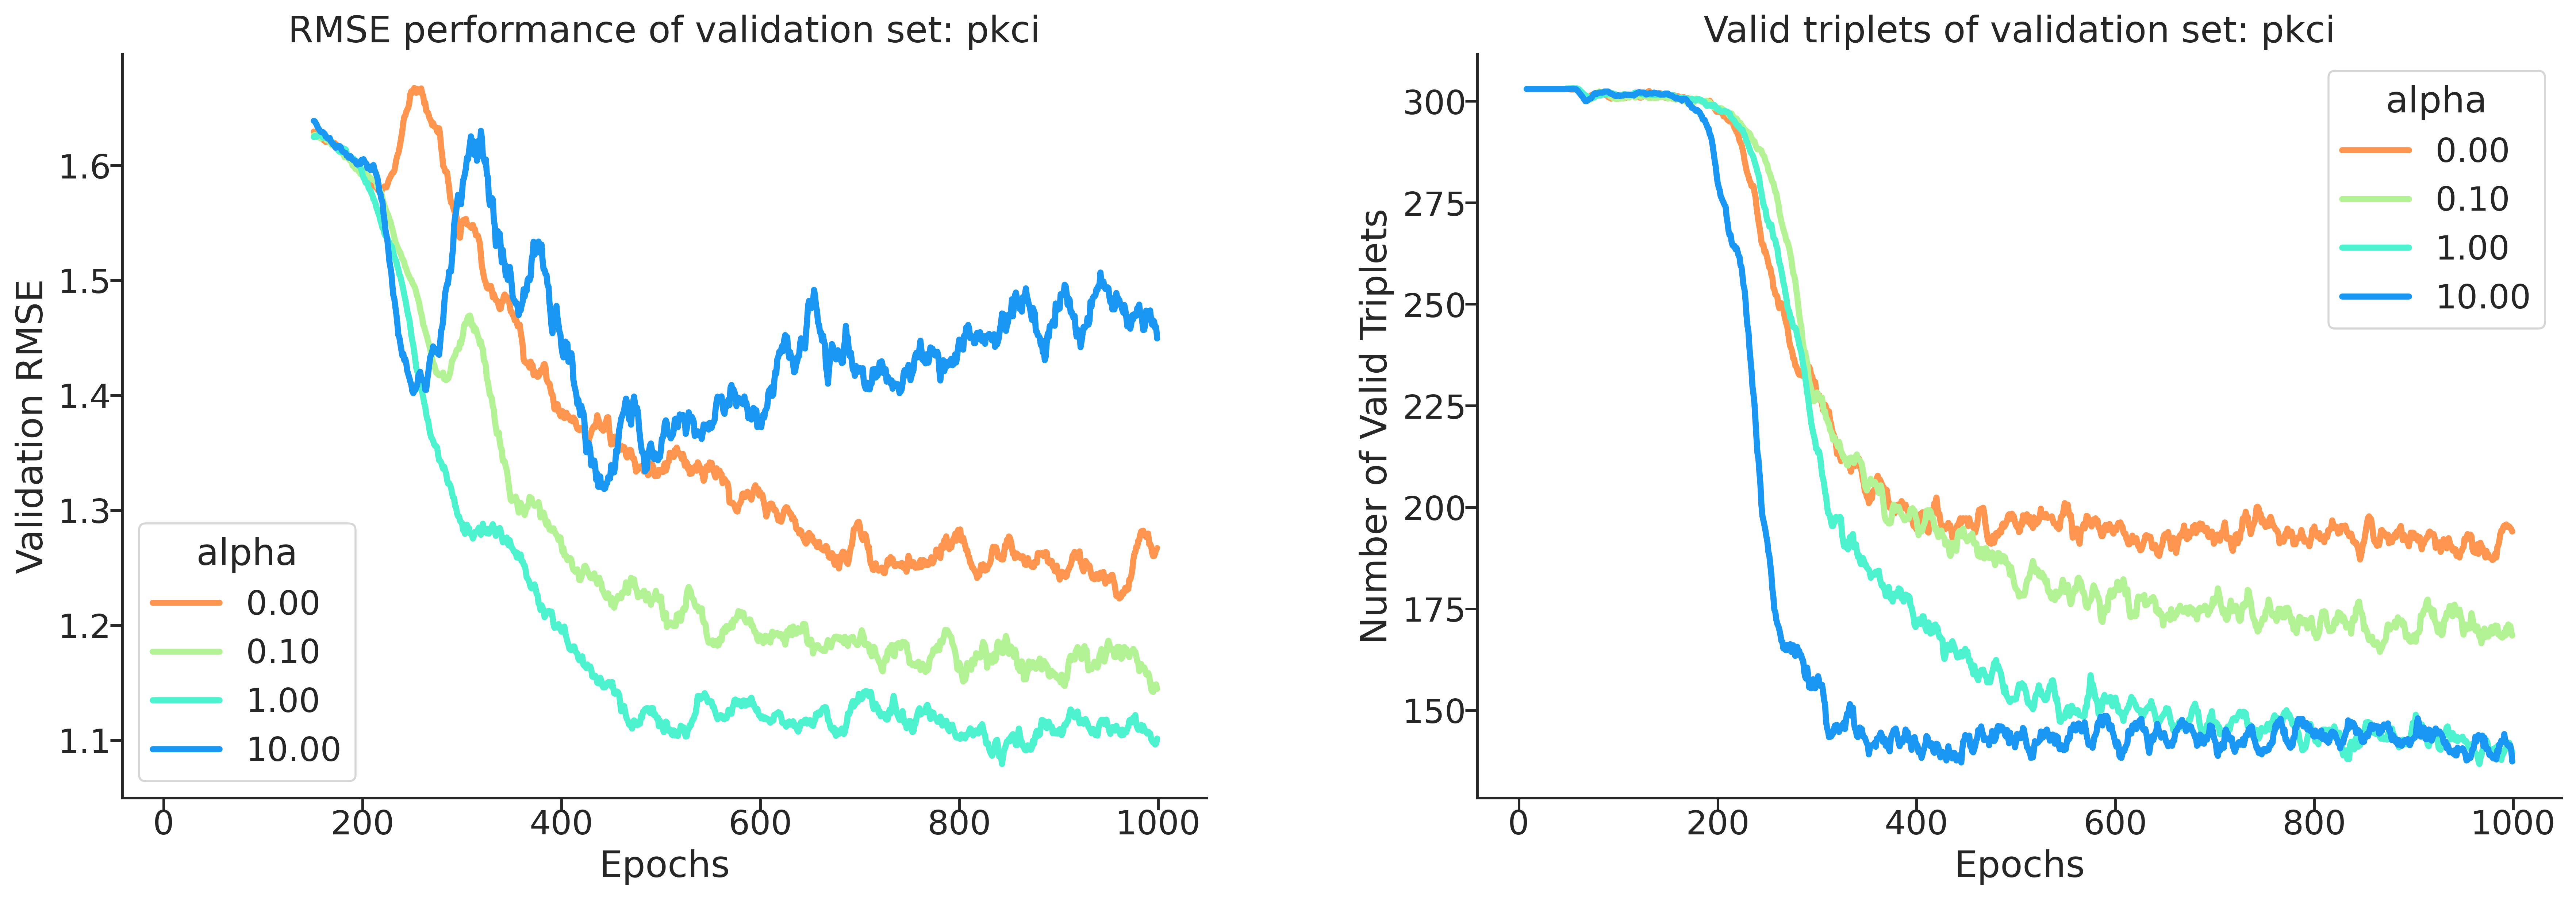 RMSE performance of validation set: pkci
Validation RMSE
1.6
1.5
1.4
1.3
1.2
1.1
alpha
0.00
0.10
1.00
10.00
0 200 400 600 800 1000
Epochs
Valid triplets of validation set: pkci
Number of Valid Triplets
300
275
250
225
200
175
150
alpha
0.00
0.10
1.00
10.00
0 200 400 600 800 1000
Epochs